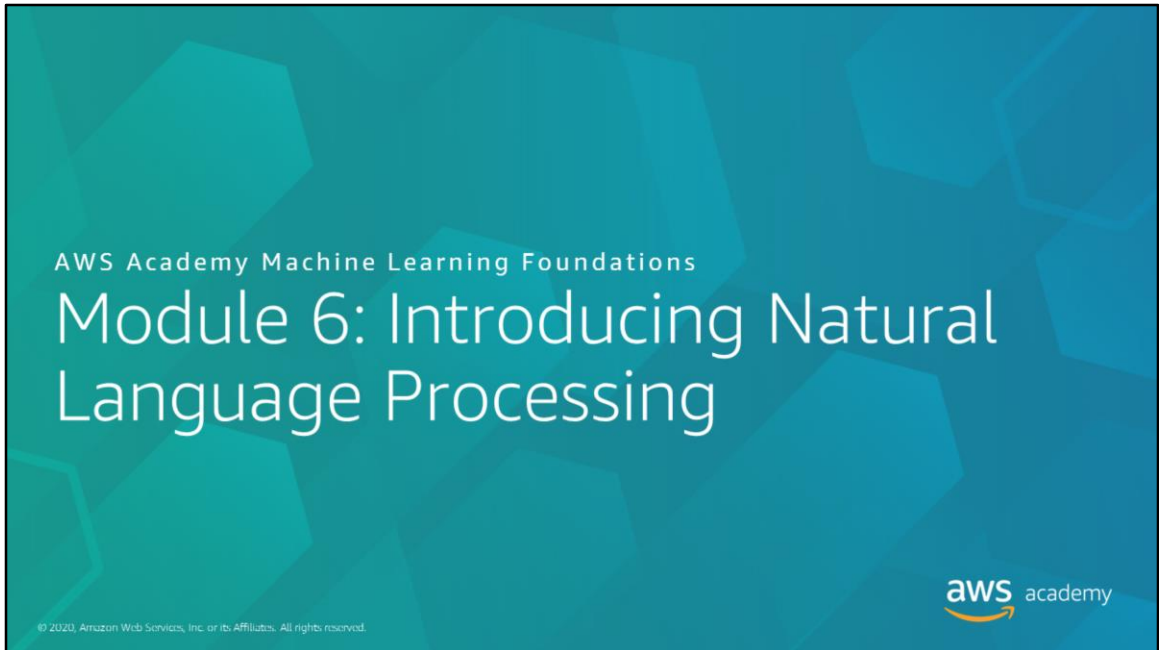 AWS Academy Machine Learning Foundations
Module 6: Introducing Natural
Language Processing
aws academy
© 2020, Amazon Web Services, Inc. or its Affiliates. All rights reserved.